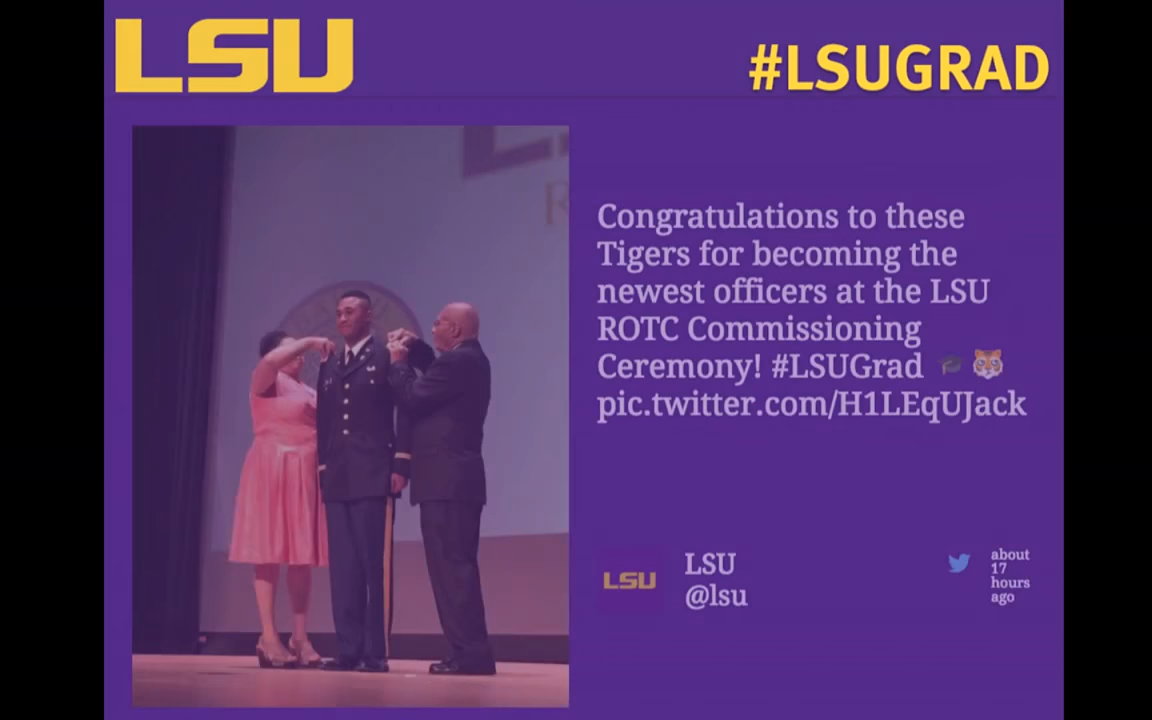 LSU
#LSUGRAD
Congratulations to these
Tigers for becoming the
newest officers at the LSU
ROTC Commissioning
Ceremony! #LSUGrad 🎓🐯
pic.twitter.com/H1LEqUJack
LSU
LSU
@lsu
about
17
hours
ago